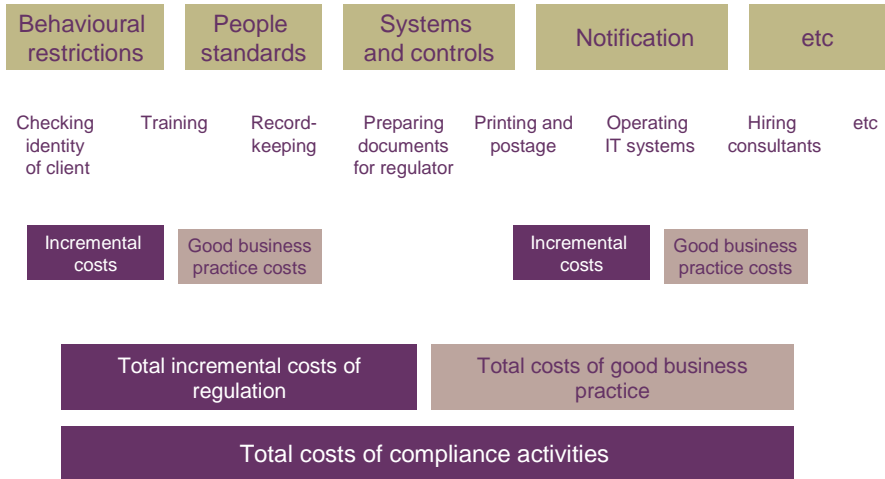 Behavioural
restrictions
People
standards
Systems
and controls
Notification
etc
Checking
identity
of client
Training
Record-
keeping
Preparing
documents
for regulator
Printing and
postage
Operating
IT systems
Hiring
consultants
etc
Incremental
costs
Good business
practice costs
Incremental
costs
Good business
practice costs
Total incremental costs of
regulation
Total costs of good business
practice
Total costs of compliance activities